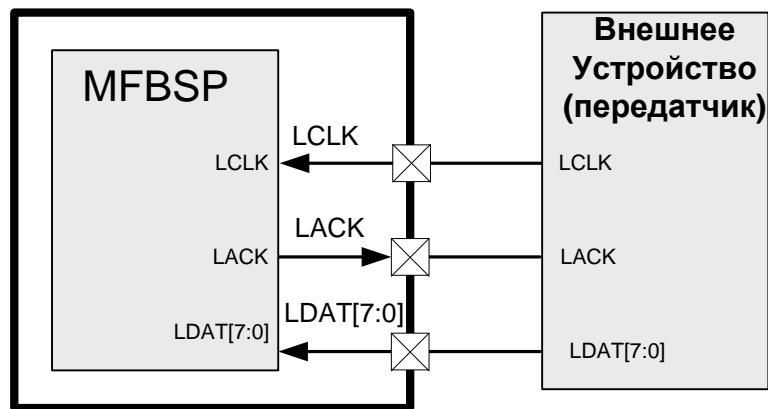 MFBSP
Внешнее
Устройство
(передатчик)
LCLK
LCLK
LCLK
LACK
LACK
LACK
LDAT[7:0]
LDAT[7:0]
LDAT[7:0]